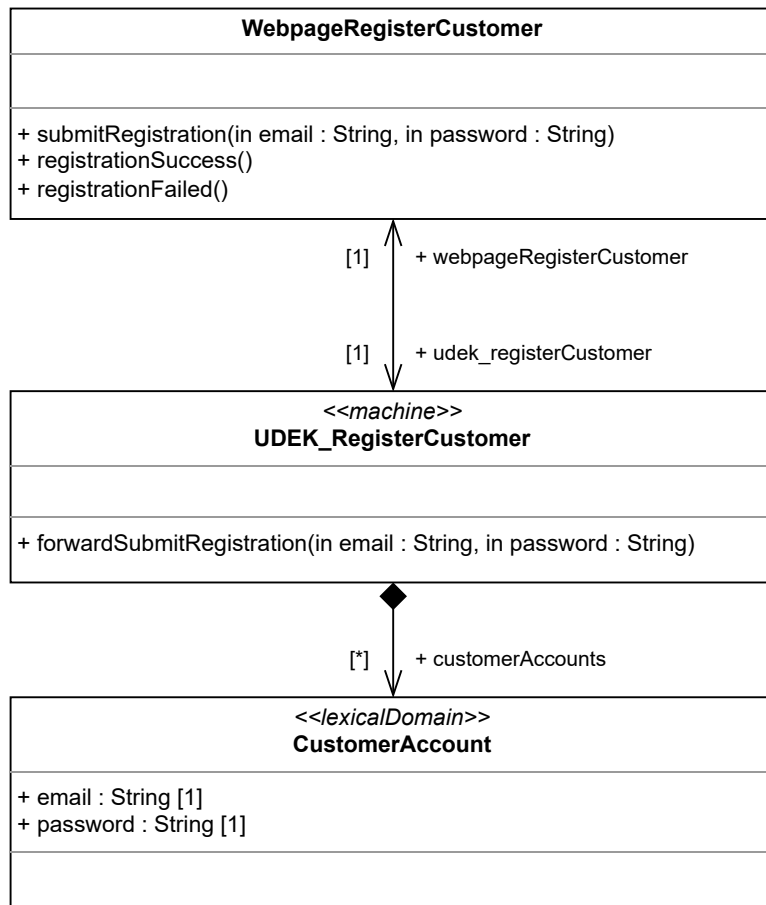 WebpageRegisterCustomer
+ submitRegistration(in email : String, in password : String)
+ registrationSuccess()
+ registrationFailed()
[1] + webpageRegisterCustomer
[1] + udek_registerCustomer
<<machine>>
UDEK_RegisterCustomer
+ forwardSubmitRegistration(in email : String, in password : String)
[*] + customerAccounts
<<lexicalDomain>>
CustomerAccount
+ email : String [1]
+ password : String [1]